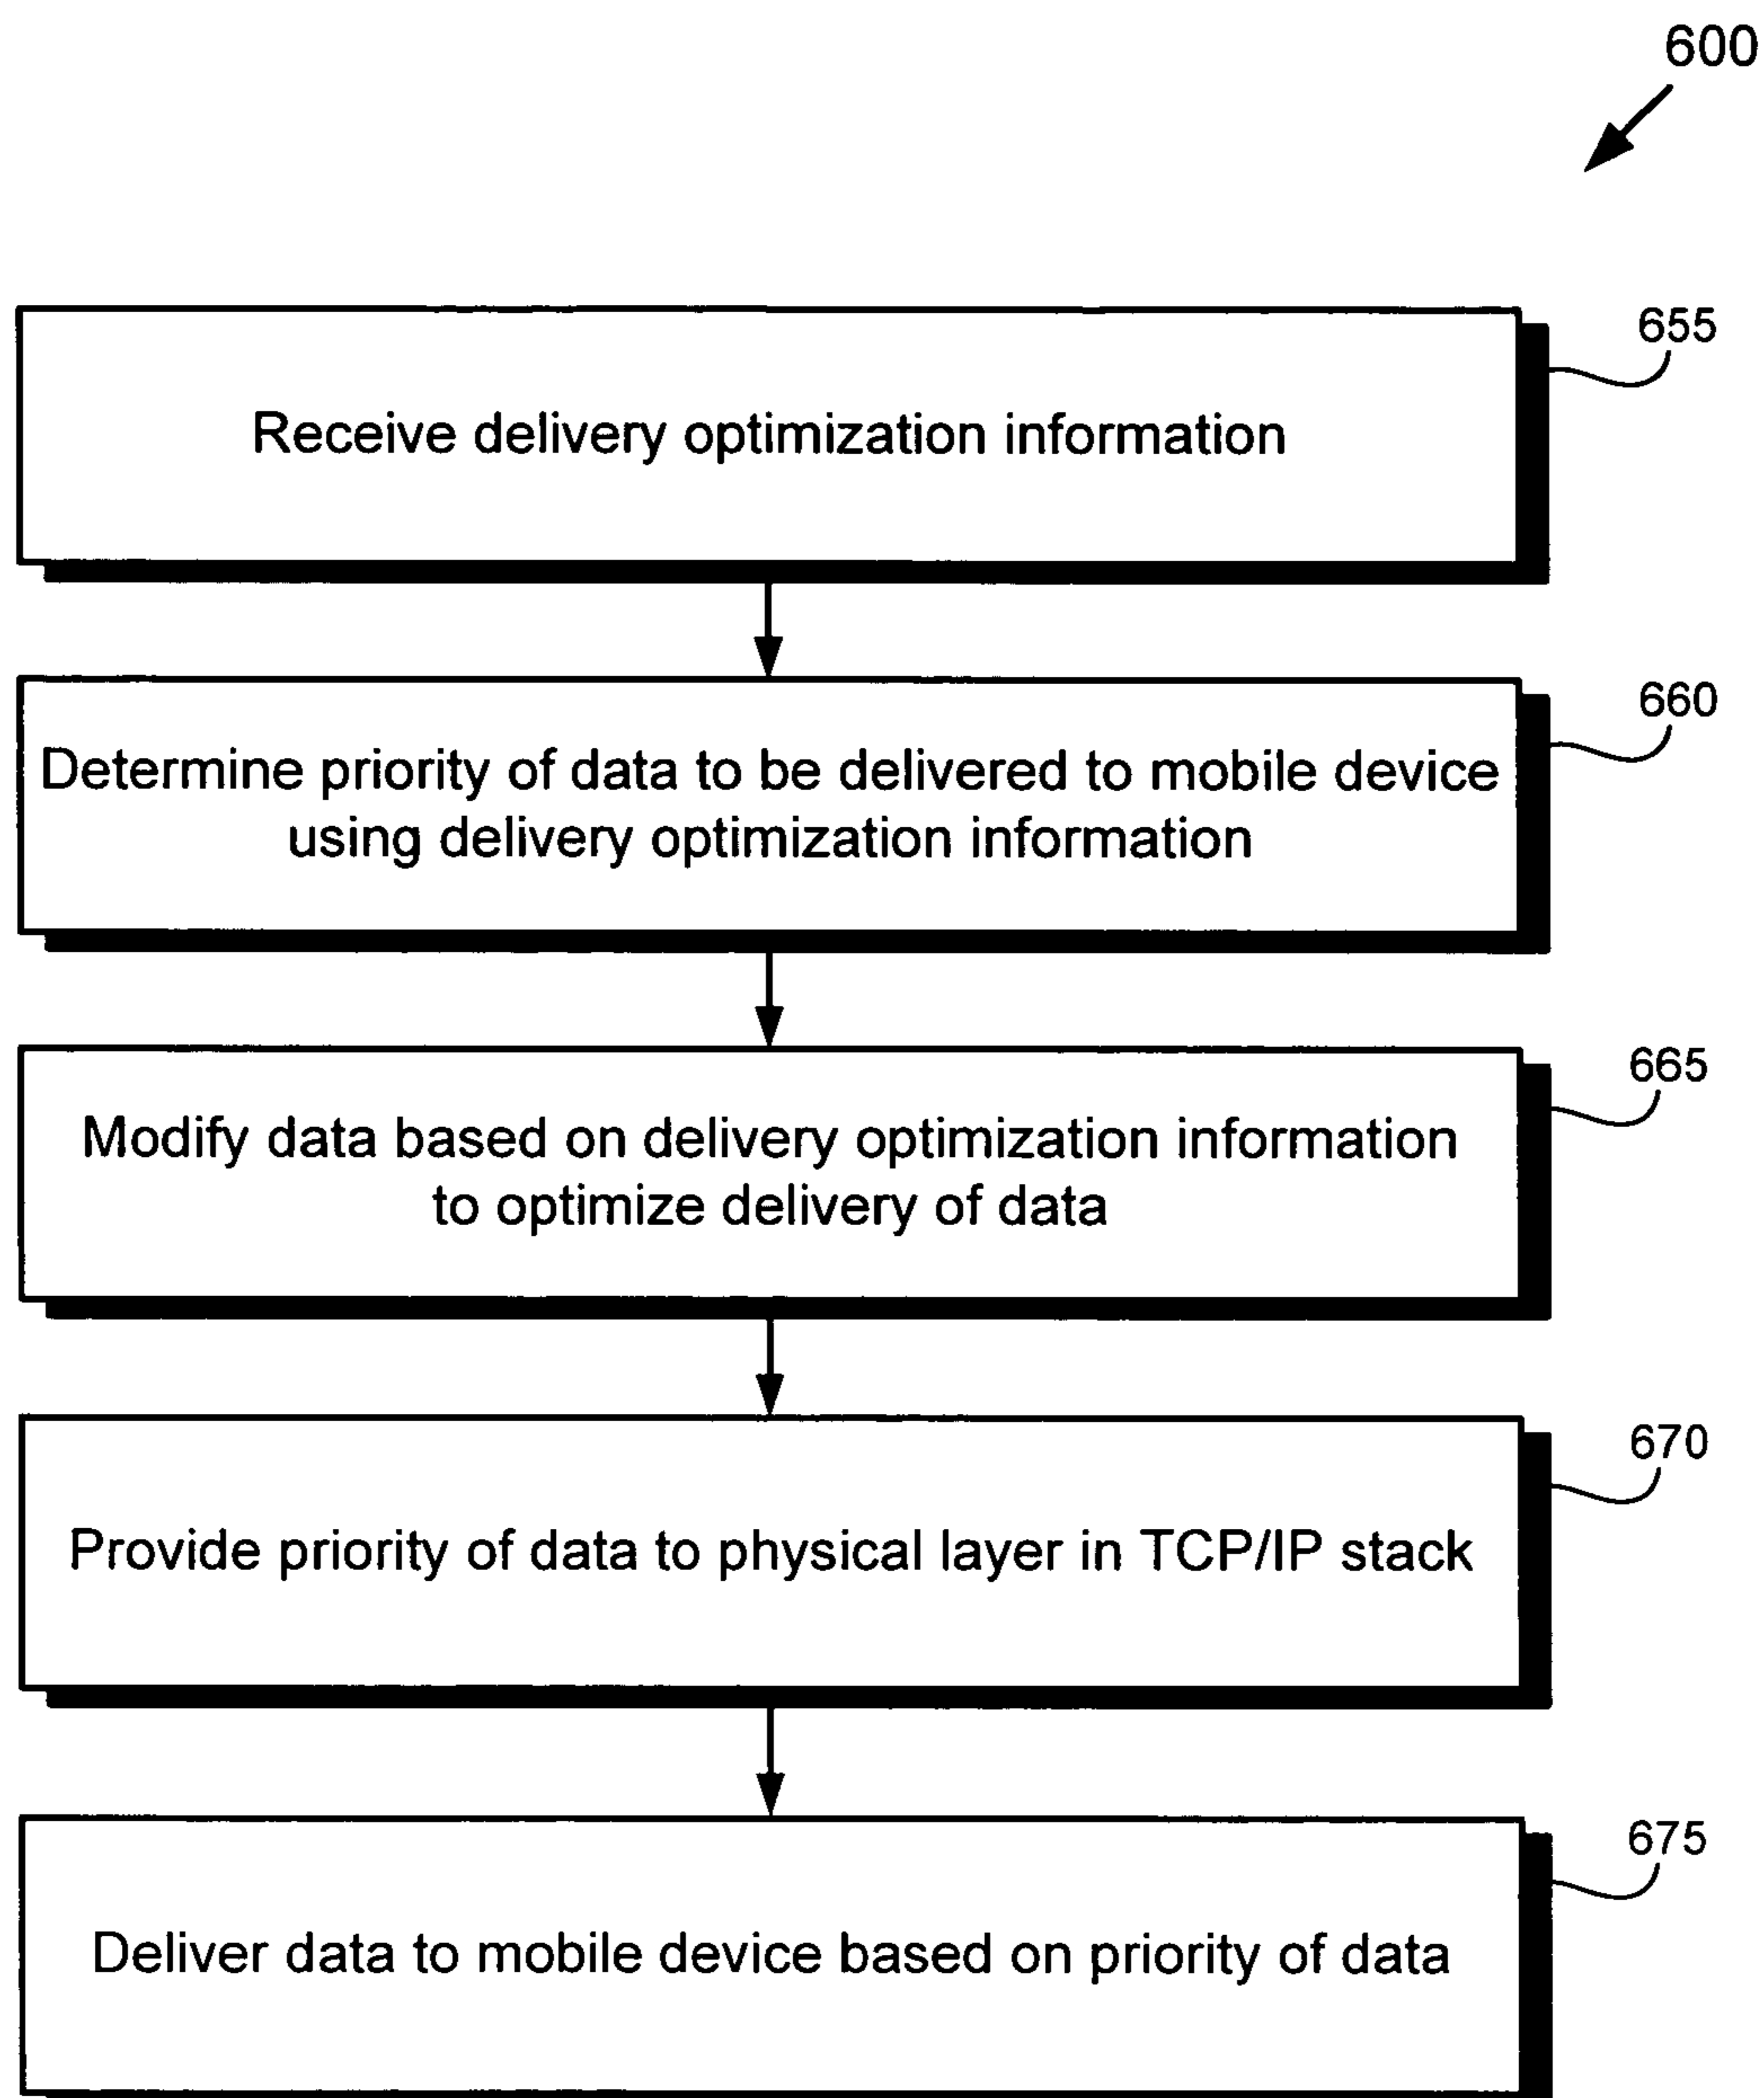 600
655
Receive delivery optimization information
660
Determine priority of data to be delivered to mobile device
using delivery optimization information
665
Modify data based on delivery optimization information
to optimize delivery of data
670
Provide priority of data to physical layer in TCP/IP stack
675
Deliver data to mobile device based on priority of data